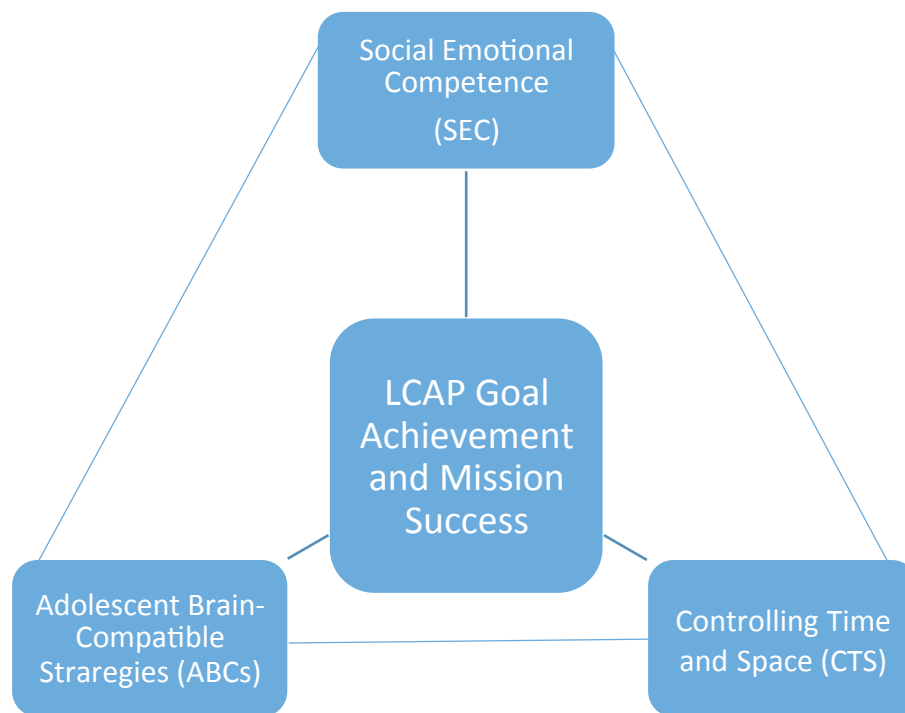 Social Emotional
Competence
(SEC)
LCAP Goal
Achievement
and Mission
Success
Adolescent Brain-
Compatible
Straregies (ABCs)
Controlling Time
and Space (CTS)